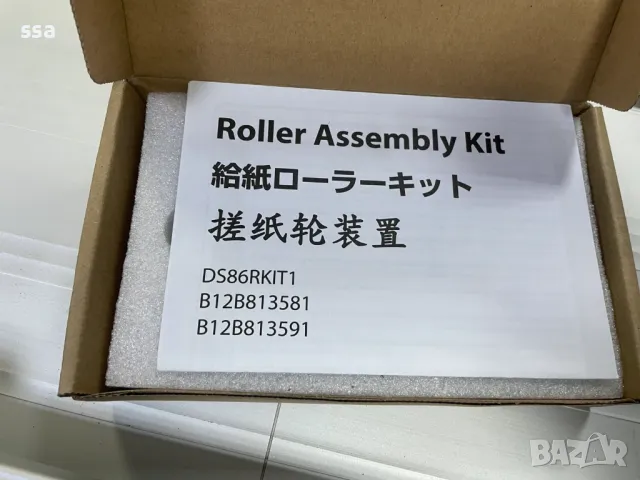 ssa
Roller Assembly Kit
給紙ローラーキット
搓纸轮装置
DS86RKIT1
B12B813581
B12B813591
BAZAR